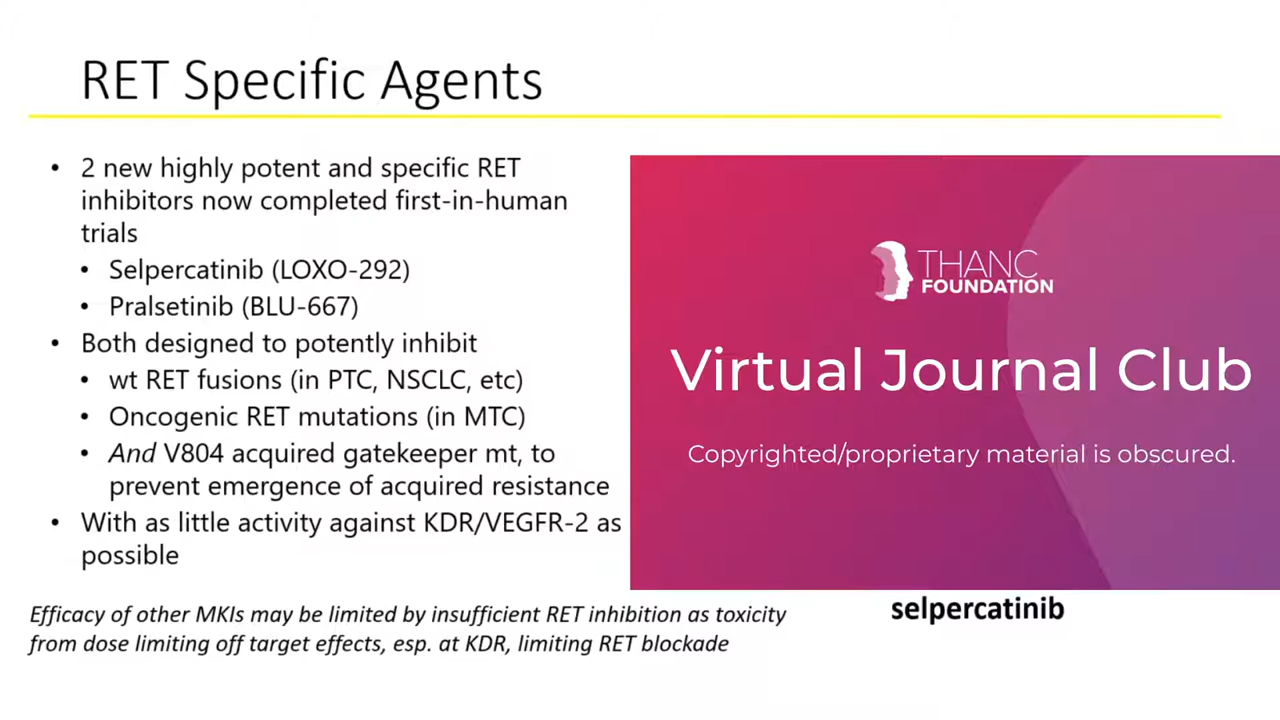 RET Specific Agents
• 2 new highly potent and specific RET
inhibitors now completed first-in-human
trials
• Selpercatinib (LOXO-292)
• Pralsetinib (BLU-667)
• Both designed to potently inhibit
• wt RET fusions (in PTC, NSCLC, etc)
• Oncogenic RET mutations (in MTC)
• And V804 acquired gatekeeper mt, to
prevent emergence of acquired resistance
• With as little activity against KDR/VEGFR-2 as
possible
THANC
FOUNDATION
Virtual Journal Club
Copyrighted/proprietary material is obscured.
selpercatinib
Efficacy of other MKIs may be limited by insufficient RET inhibition as toxicity
from dose limiting off target effects, esp. at KDR, limiting RET blockade